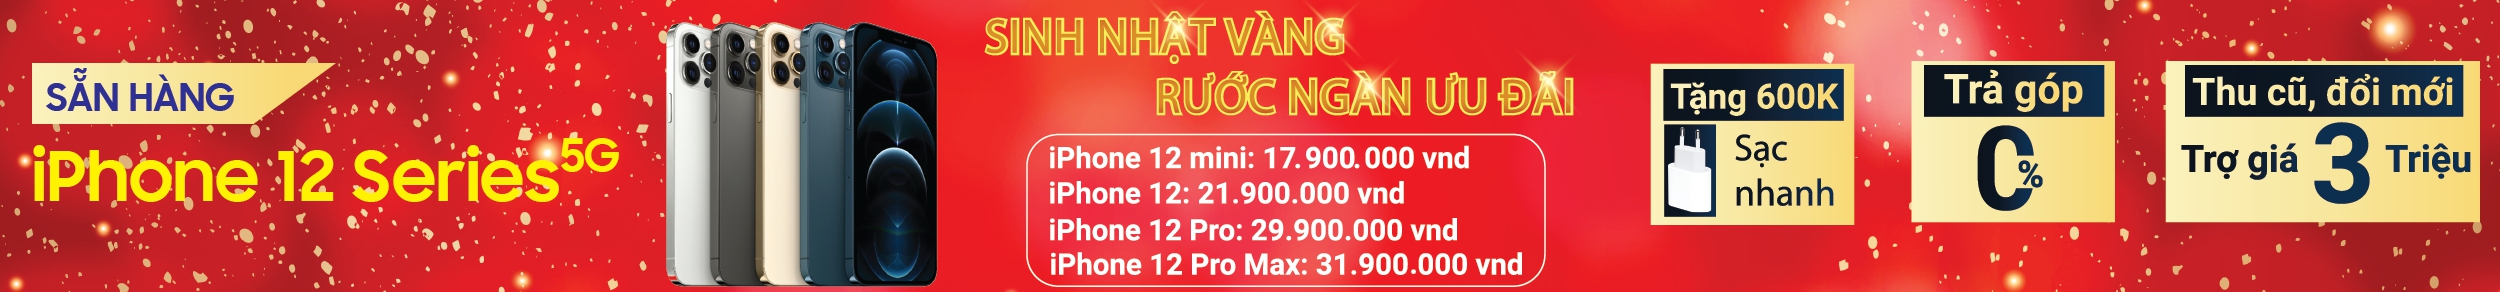 SẴN HÀNG
iPhone 12 Series 5G
SINH NHẬT VÀNG
RƯỚC NGÀN ƯU ĐÃI
iPhone 12 mini: 17.900.000 vnd
iPhone 12: 21.900.000 vnd
iPhone 12 Pro: 29.900.000 vnd
iPhone 12 Pro Max: 31.900.000 vnd
Tặng 600K
Sạc
nhanh
Trả góp
0%
Thu cũ, đổi mới
Trợ giá 3 Triệu